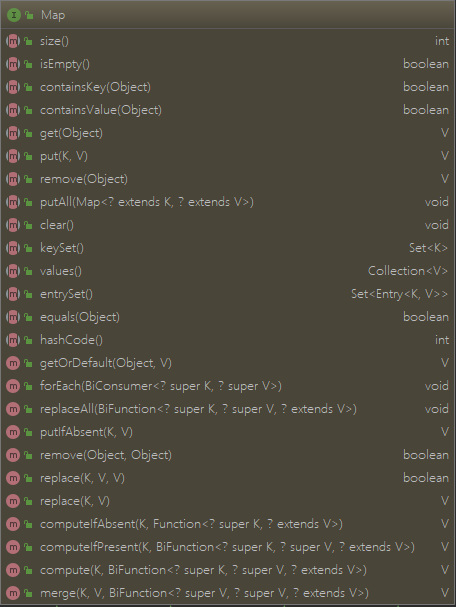 I Map
m size() int
m isEmpty() boolean
m containsKey(Object) boolean
m containsValue(Object) boolean
m get(Object) V
m put(K, V) V
m remove(Object) V
m putAll(Map<? extends K, ? extends V>) void
m clear() void
m keySet() Set<K>
m values() Collection<V>
m entrySet() Set<Entry<K, V>>
m equals(Object) boolean
m hashCode() int
m getOrDefault(Object, V) V
m forEach(BiConsumer<? super K, ? super V>) void
m replaceAll(BiFunction<? super K, ? super V, ? extends V>) void
m putIfAbsent(K, V) V
m remove(Object, Object) boolean
m replace(K, V, V) boolean
m replace(K, V) V
m computeIfAbsent(K, Function<? super K, ? extends V>) V
m computeIfPresent(K, BiFunction<? super K, ? super V, ? extends V>) V
m compute(K, BiFunction<? super K, ? super V, ? extends V>) V
m merge(K, V, BiFunction<? super V, ? super V, ? extends V>) V